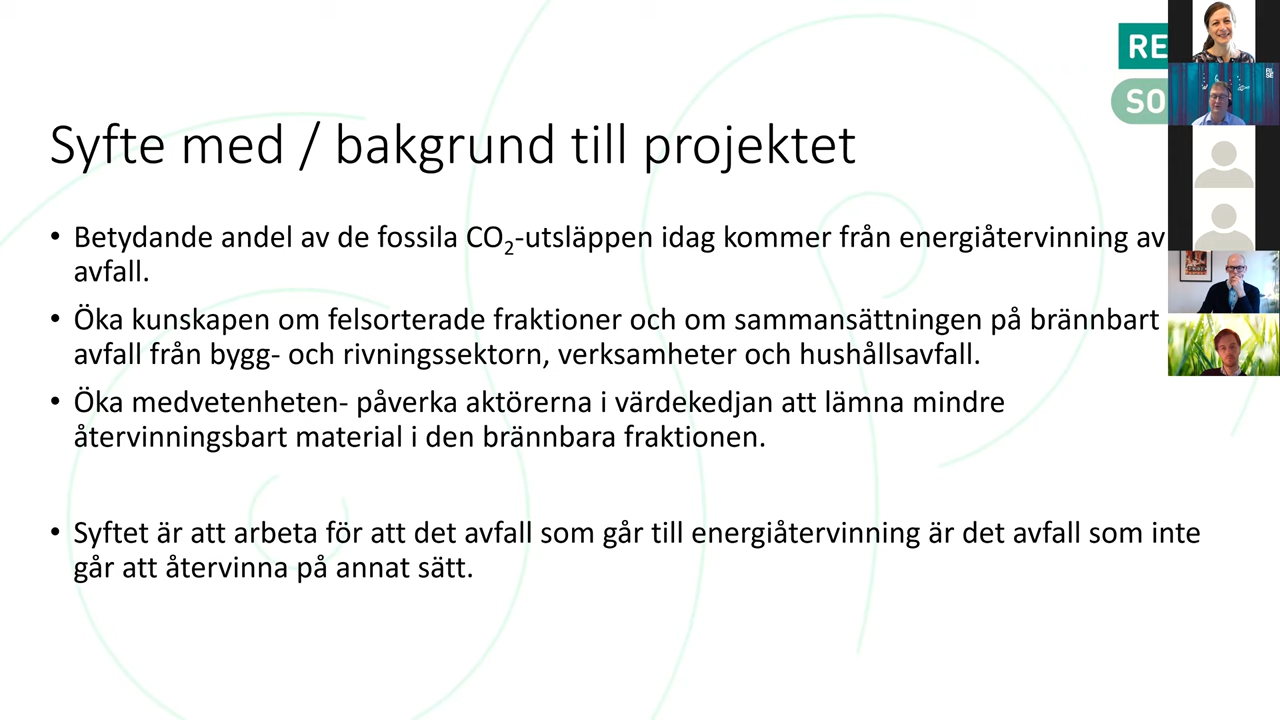 RE
SO
RI.
SE
Syfte med / bakgrund till projektet
• Betydande andel av de fossila CO₂-utsläppen idag kommer från energiåtervinning av
avfall.
• Öka kunskapen om felsorterade fraktioner och om sammansättningen på brännbart
avfall från bygg- och rivningssektorn, verksamheter och hushållsavfall.
• Öka medvetenheten- påverka aktörerna i värdekedjan att lämna mindre
återvinningsbart material i den brännbara fraktionen.
• Syftet är att arbeta för att det avfall som går till energiåtervinning är det avfall som inte
går att återvinna på annat sätt.